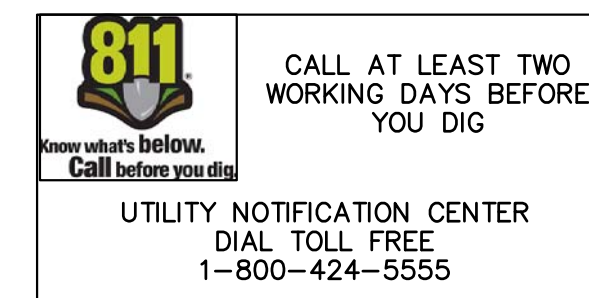 811®
Know what's below.
Call before you dig.
CALL AT LEAST TWO
WORKING DAYS BEFORE
YOU DIG
UTILITY NOTIFICATION CENTER
DIAL TOLL FREE
1-800-424-5555